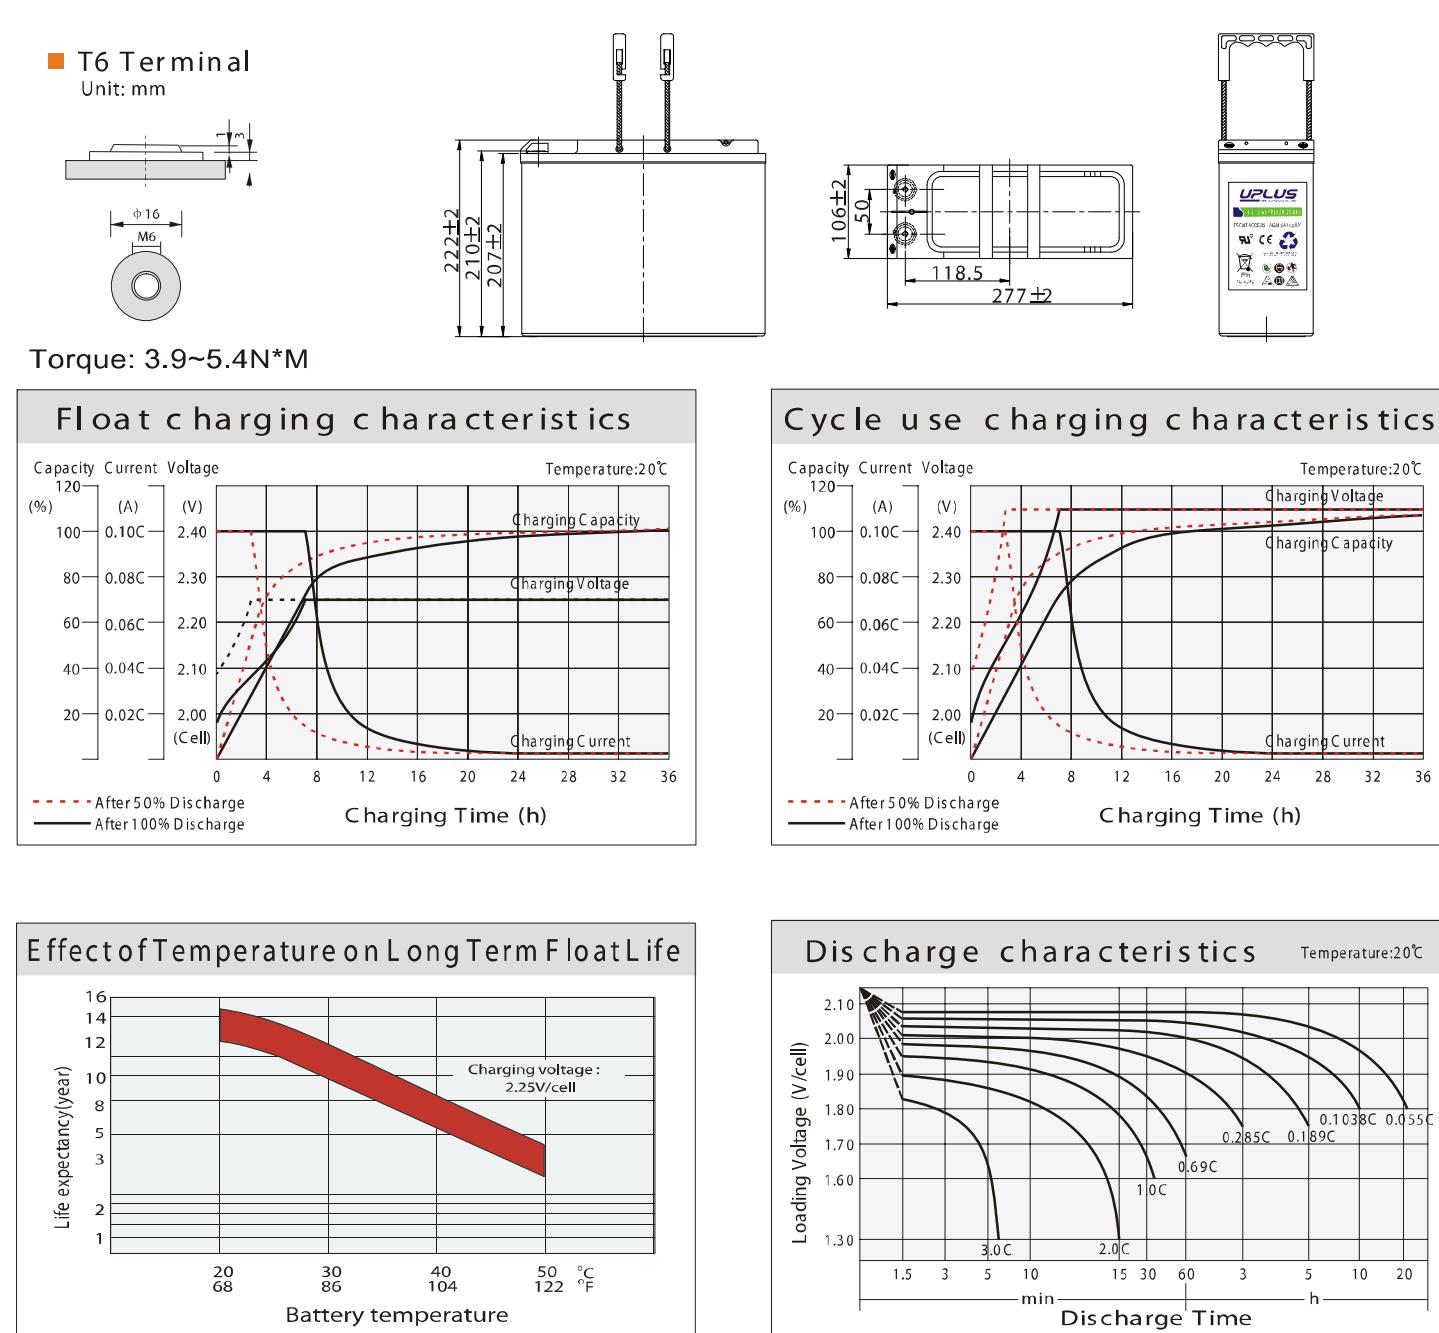 T6 Terminal
Unit: mm
1
3
ϕ 16
M6
Torque: 3.9~5.4N*M
222±2
210±2
207±2
106±2
50
118.5
277±2
UPLUS
Ph
Float charging characteristics
Capacity Current Voltage
Temperature:20℃
(%) (A) (V)
120
100 0.10C 2.40
80 0.08C 2.30
60 0.06C 2.20
40 0.04C 2.10
20 0.02C 2.00
(Cell)
Charging Capacity
Charging Voltage
Charging Current
0 4 8 12 16 20 24 28 32 36
After 50% Discharge
After 100% Discharge
Charging Time (h)
Cycle use charging characteristics
Capacity Current Voltage
Temperature:20℃
(%) (A) (V)
120
100 0.10C 2.40
80 0.08C 2.30
60 0.06C 2.20
40 0.04C 2.10
20 0.02C 2.00
(Cell)
Charging Voltage
Charging Capacity
Charging Current
0 4 8 12 16 20 24 28 32 36
After 50% Discharge
After 100% Discharge
Charging Time (h)
Effect of Temperature on Long Term Float Life
Life expectancy(year)
16
14
12
10
8
5
3
2
1
Charging voltage :
2.25V/cell
20 30 40 50 °C
68 86 104 122 °F
Battery temperature
Discharge characteristics
Temperature:20℃
Loading Voltage (V/cell)
2.10
2.00
1.90
1.80
1.70
1.60
1.30
0.1038C 0.055C
0.285C 0.189C
0.69C
1.0C
3.0C 2.0C
1.5 3 5 10 15 30 60 3 5 10 20
min h
Discharge Time